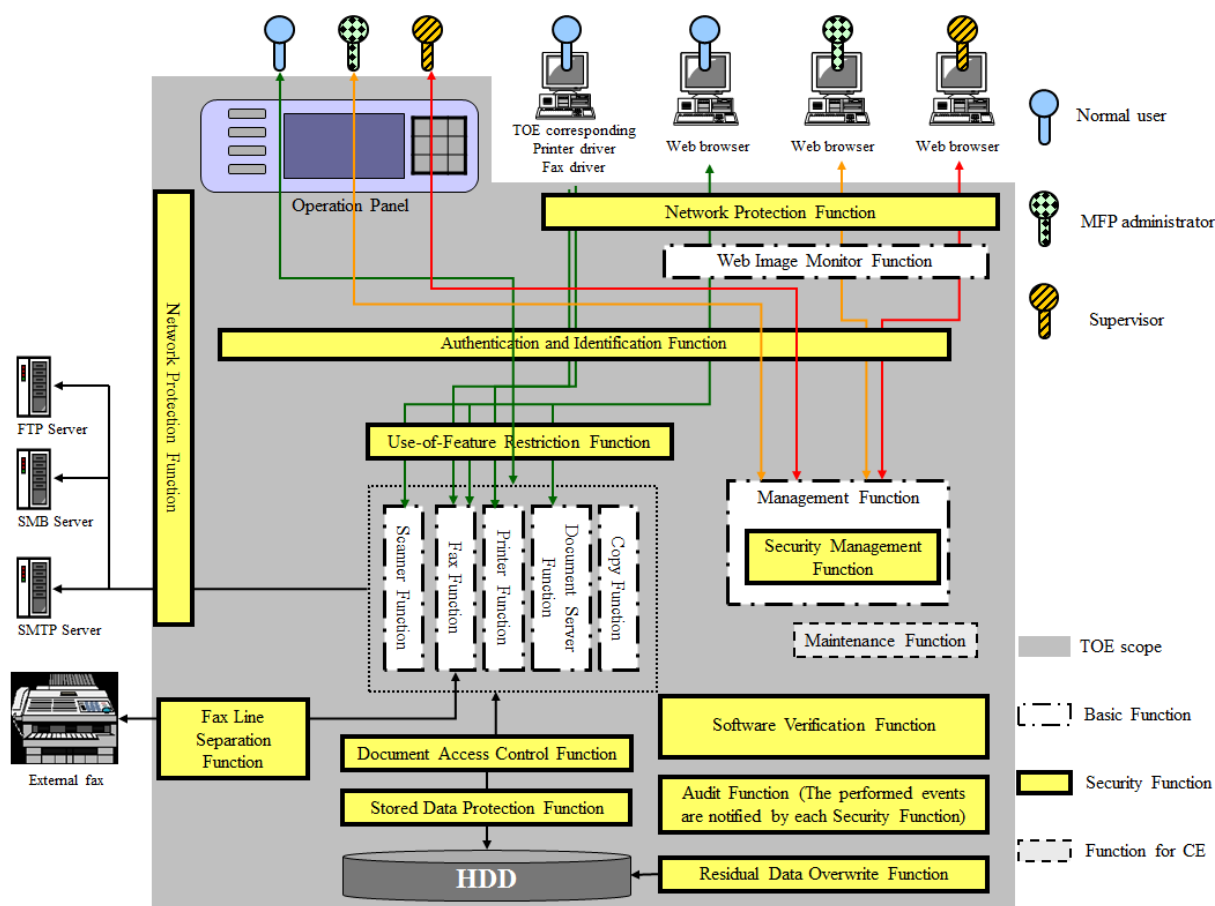 TOE corresponding
Printer driver
Fax driver
Web browser
Web browser
Web browser
Normal user
Operation Panel
Network Protection Function
MFP administrator
Web Image Monitor Function
Supervisor
Network Protection Function
Authentication and Identification Function
FTP Server
Use-of-Feature Restriction Function
SMB Server
Management Function
Security Management
Function
Scanner Function
Fax Function
Printer Function
Document Server
Function
Copy Function
SMTP Server
Maintenance Function
TOE scope
Fax Line
Separation
Function
Software Verification Function
Basic Function
Document Access Control Function
External fax
Stored Data Protection Function
Audit Function (The performed events
are notified by each Security Function)
Security Function
HDD
Residual Data Overwrite Function
Function for CE